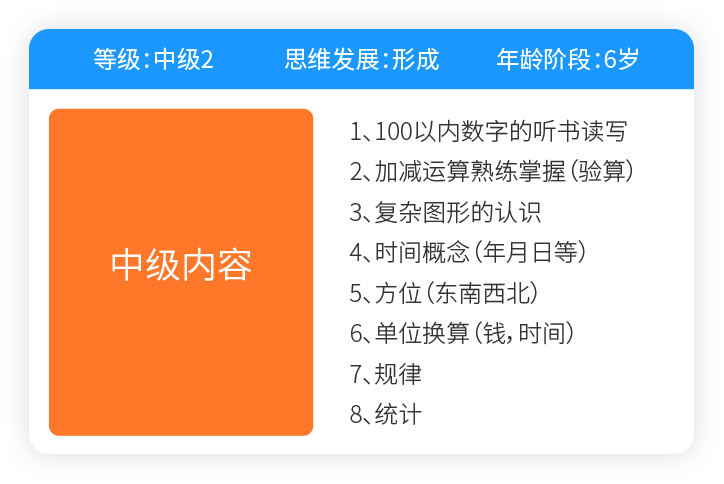 等级：中级2 思维发展：形成 年龄阶段：6岁
中级内容
1、100以内数字的听书读写
2、加减运算熟练掌握（验算）
3、复杂图形的认识
4、时间概念（年月日等）
5、方位（东南西北）
6、单位换算（钱，时间）
7、规律
8、统计